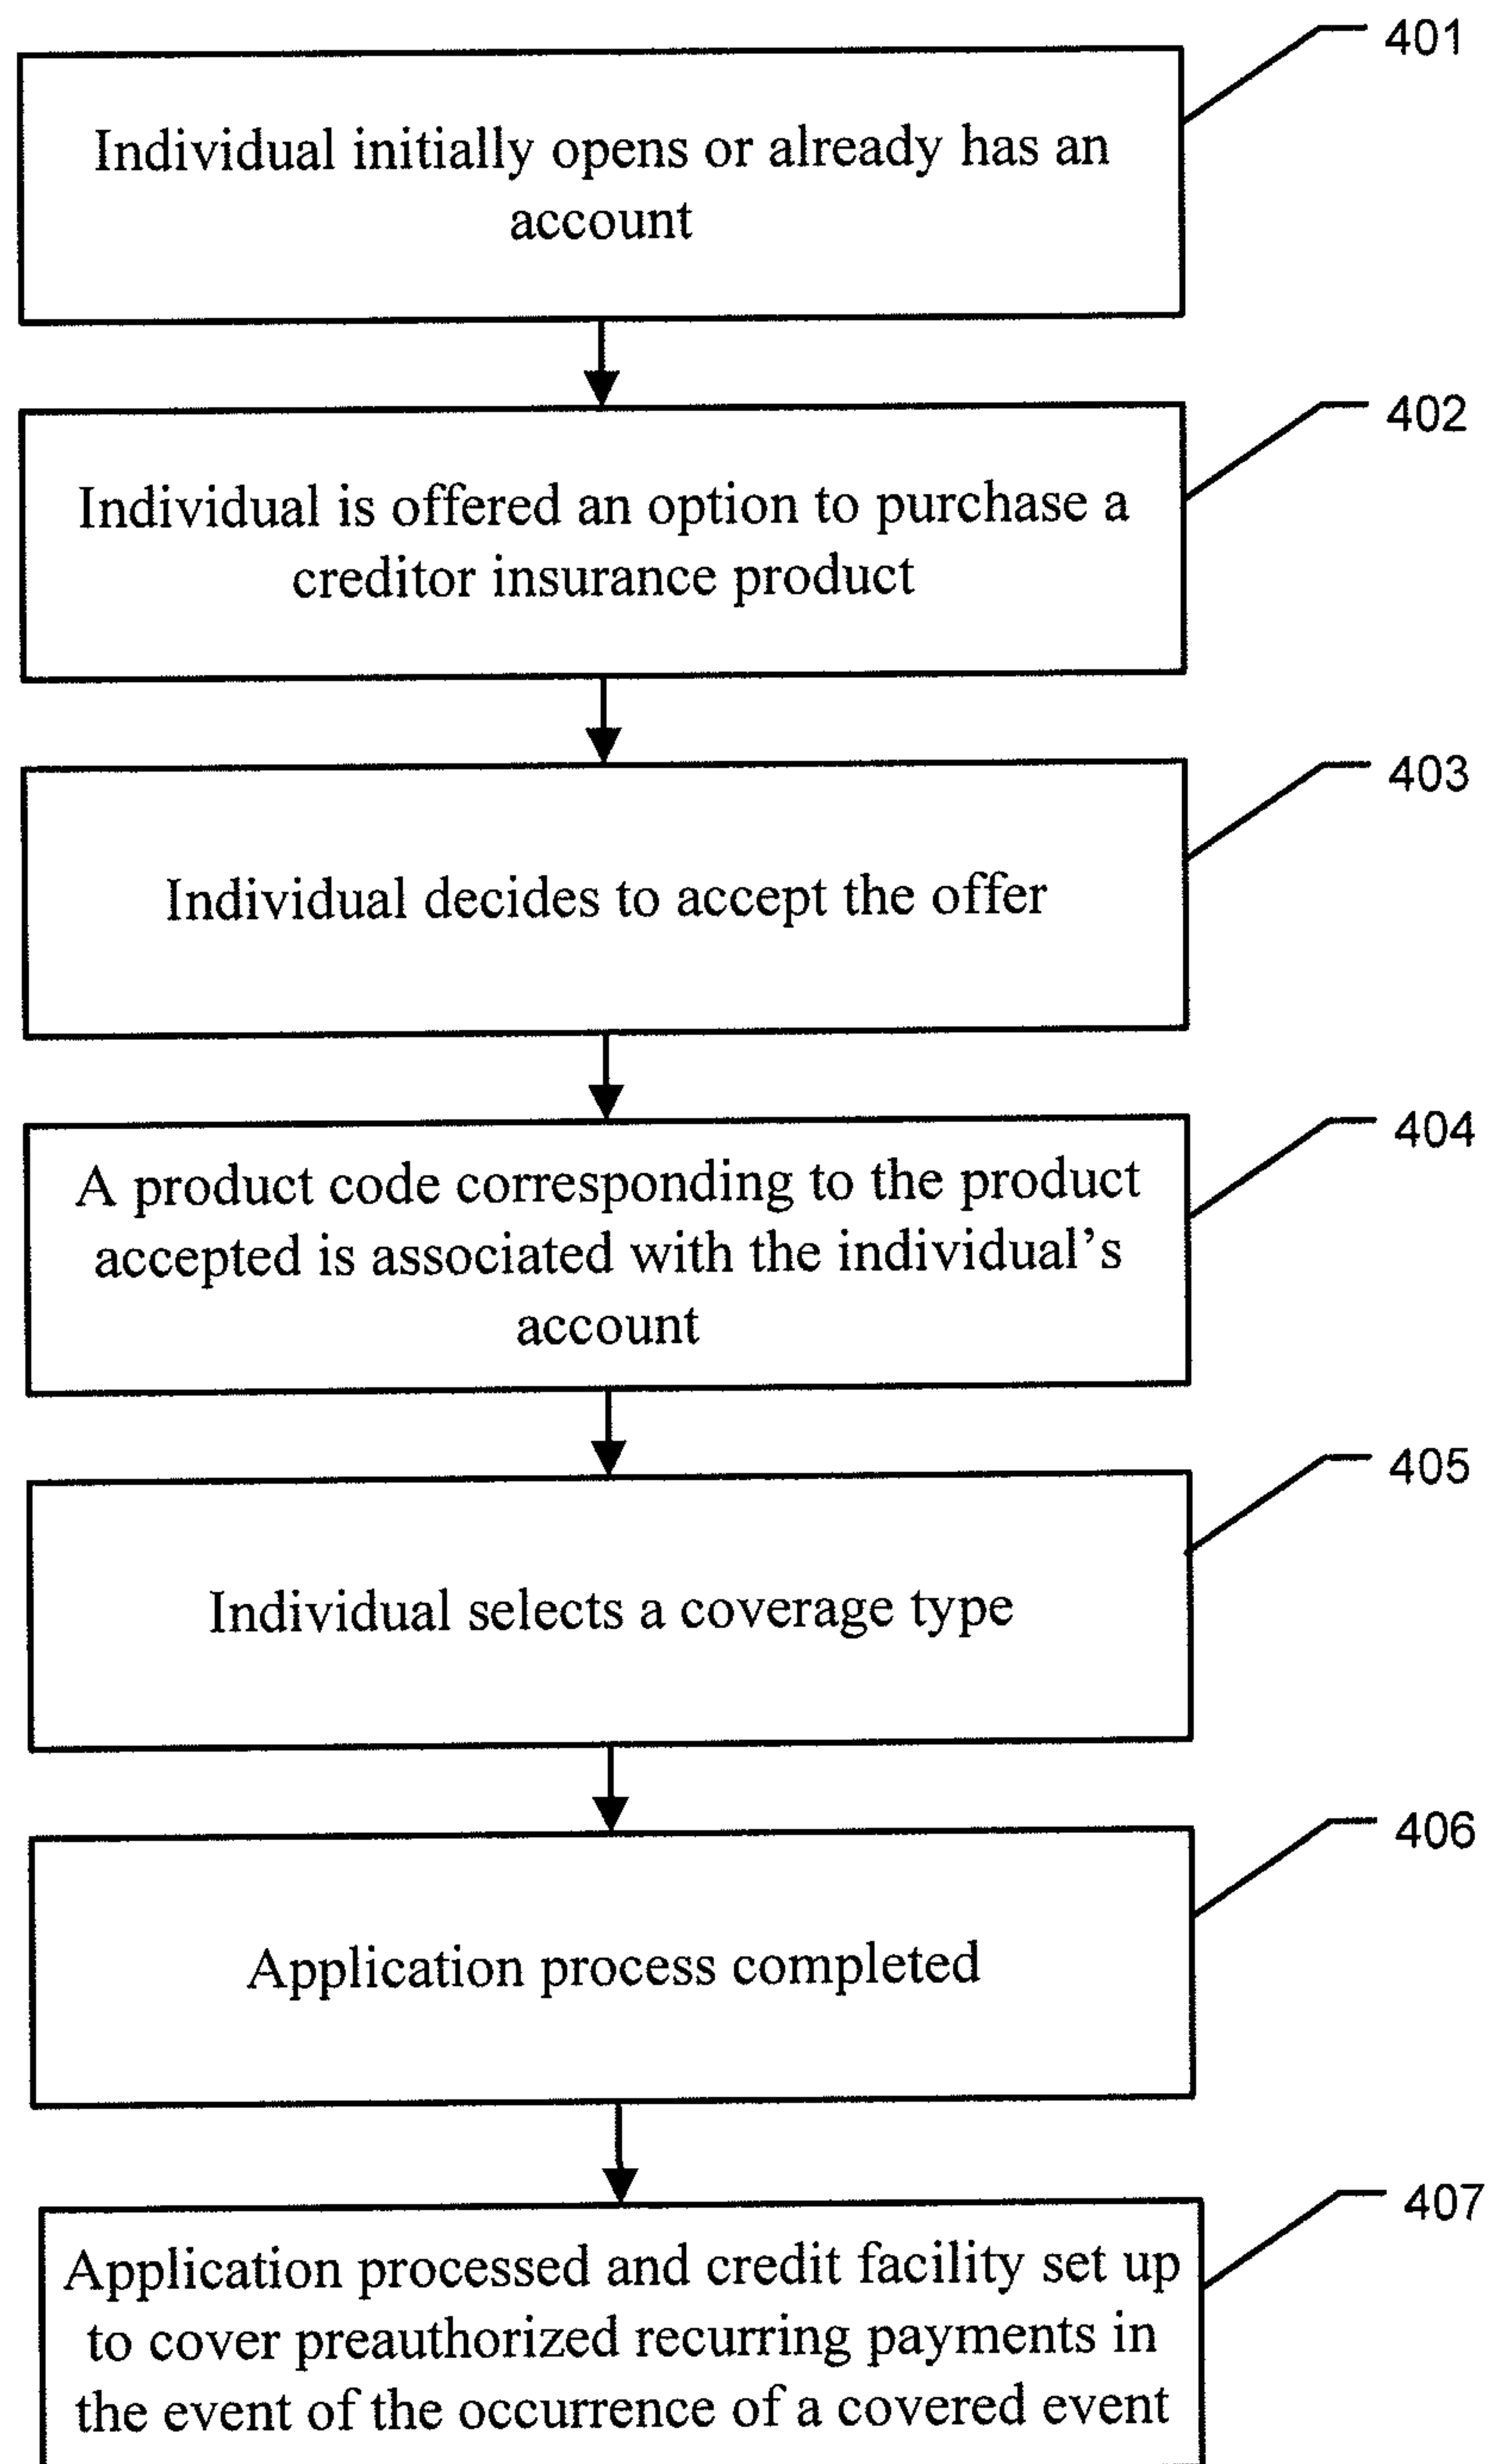 401
Individual initially opens or already has an
account
402
Individual is offered an option to purchase a
creditor insurance product
403
Individual decides to accept the offer
404
A product code corresponding to the product
accepted is associated with the individual's
account
405
Individual selects a coverage type
406
Application process completed
407
Application processed and credit facility set up
to cover preauthorized recurring payments in
the event of the occurrence of a covered event